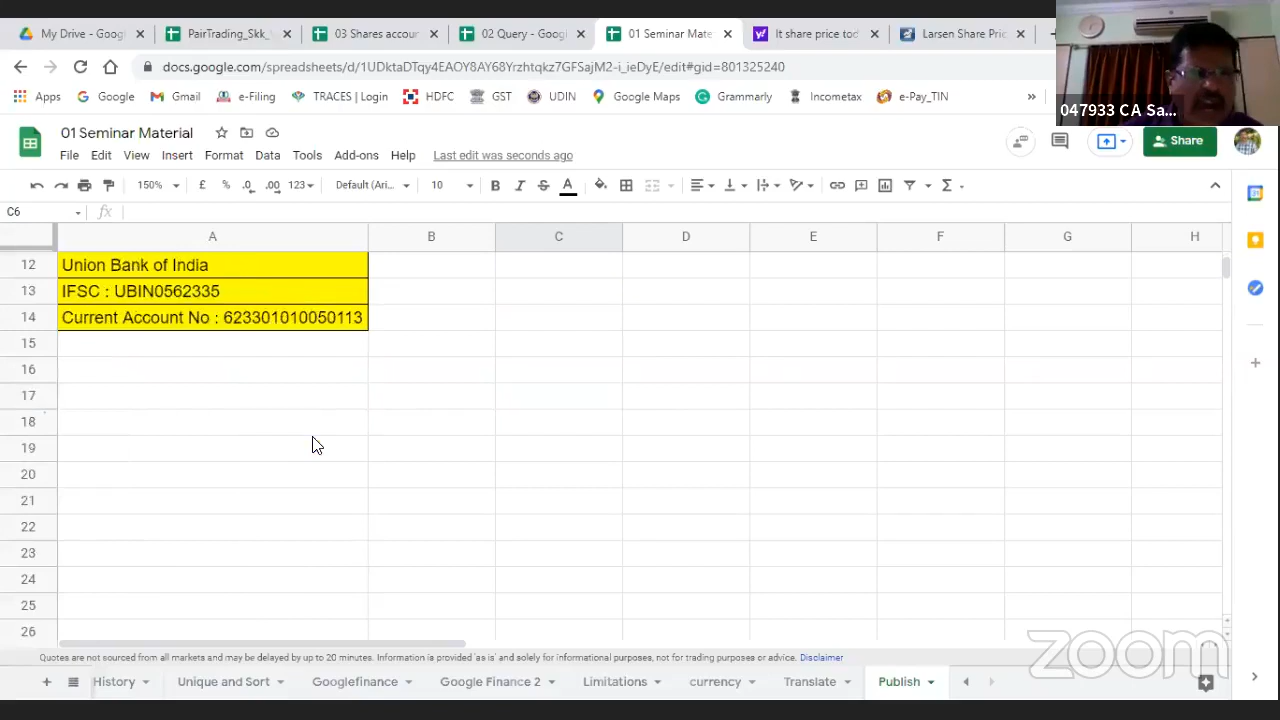 My Drive - Goog
PairTrading_Skk_
03 Shares accour
02 Query - Goog
01 Seminar Mate
It share price tod
Larsen Share Pric
docs.google.com/spreadsheets/d/1UDktaDTqy4EAOY8AY68Yrzhtqkz7GFSajM2-i_ieDyE/edit#gid=801325240
Apps
Google
Gmail
e-Filing
TRACES | Login
HDFC
GST
UDIN
Google Maps
Grammarly
Incometax
e-Pay_TIN
»
047933 CA Sa...
01 Seminar Material
File Edit View Insert Format Data Tools Add-ons Help Last edit was seconds ago
Share
150% £ % .0 .00 123 Default (Ari... 10 B I S A Σ
C6 fx
A B C D E F G H
12 Union Bank of India
13 IFSC : UBIN0562335
14 Current Account No : 623301010050113
15
16
17
18
19
20
21
22
23
24
25
26
zoom
Quotes are not sourced from all markets and may be delayed by up to 20 minutes. Information is provided 'as is' and solely for informational purposes, not for trading purposes or advice. Disclaimer
+ History Unique and Sort Googlefinance Google Finance 2 Limitations currency Translate Publish